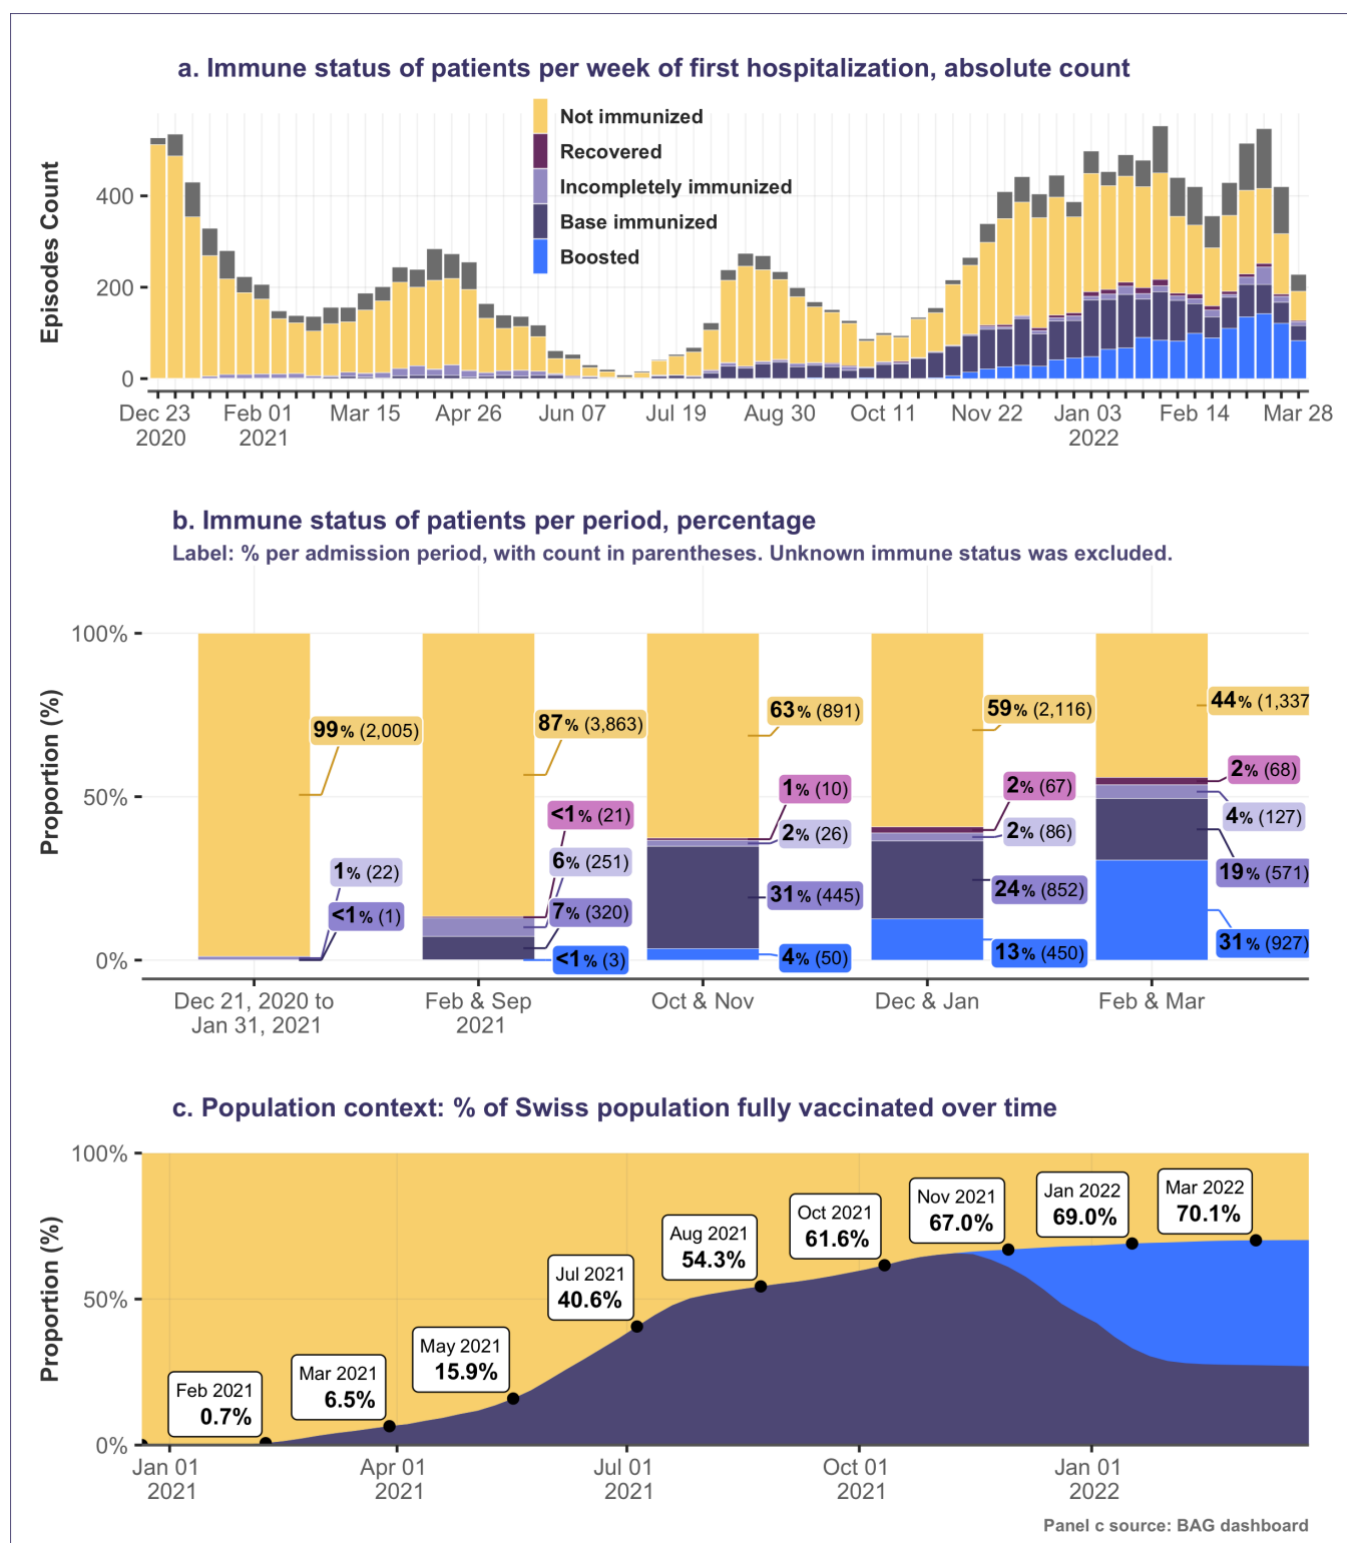 a. Immune status of patients per week of first hospitalization, absolute count
Not immunized
Recovered
Incompletely immunized
Base immunized
Boosted
Episodes Count
400
200
0
Dec 23 Feb 01 Mar 15 Apr 26 Jun 07 Jul 19 Aug 30 Oct 11 Nov 22 Jan 03 Feb 14 Mar 28
2020 2021 2022
b. Immune status of patients per period, percentage
Label: % per admission period, with count in parentheses. Unknown immune status was excluded.
Proportion (%)
100%
50%
0%
99% (2,005)
1% (22)
<1% (1)
87% (3,863)
<1% (21)
6% (251)
7% (320)
<1% (3)
63% (891)
1% (10)
2% (26)
31% (445)
4% (50)
59% (2,116)
2% (67)
2% (86)
24% (852)
13% (450)
44% (1,337
2% (68)
4% (127)
19% (571)
31% (927)
Dec 21, 2020 to Feb & Sep Oct & Nov Dec & Jan Feb & Mar
Jan 31, 2021 2021
c. Population context: % of Swiss population fully vaccinated over time
Proportion (%)
100%
50%
0%
Feb 2021
0.7%
Mar 2021
6.5%
May 2021
15.9%
Jul 2021
40.6%
Aug 2021
54.3%
Oct 2021
61.6%
Nov 2021
67.0%
Jan 2022
69.0%
Mar 2022
70.1%
Jan 01 Apr 01 Jul 01 Oct 01 Jan 01
2021 2021 2021 2021 2022
Panel c source: BAG dashboard